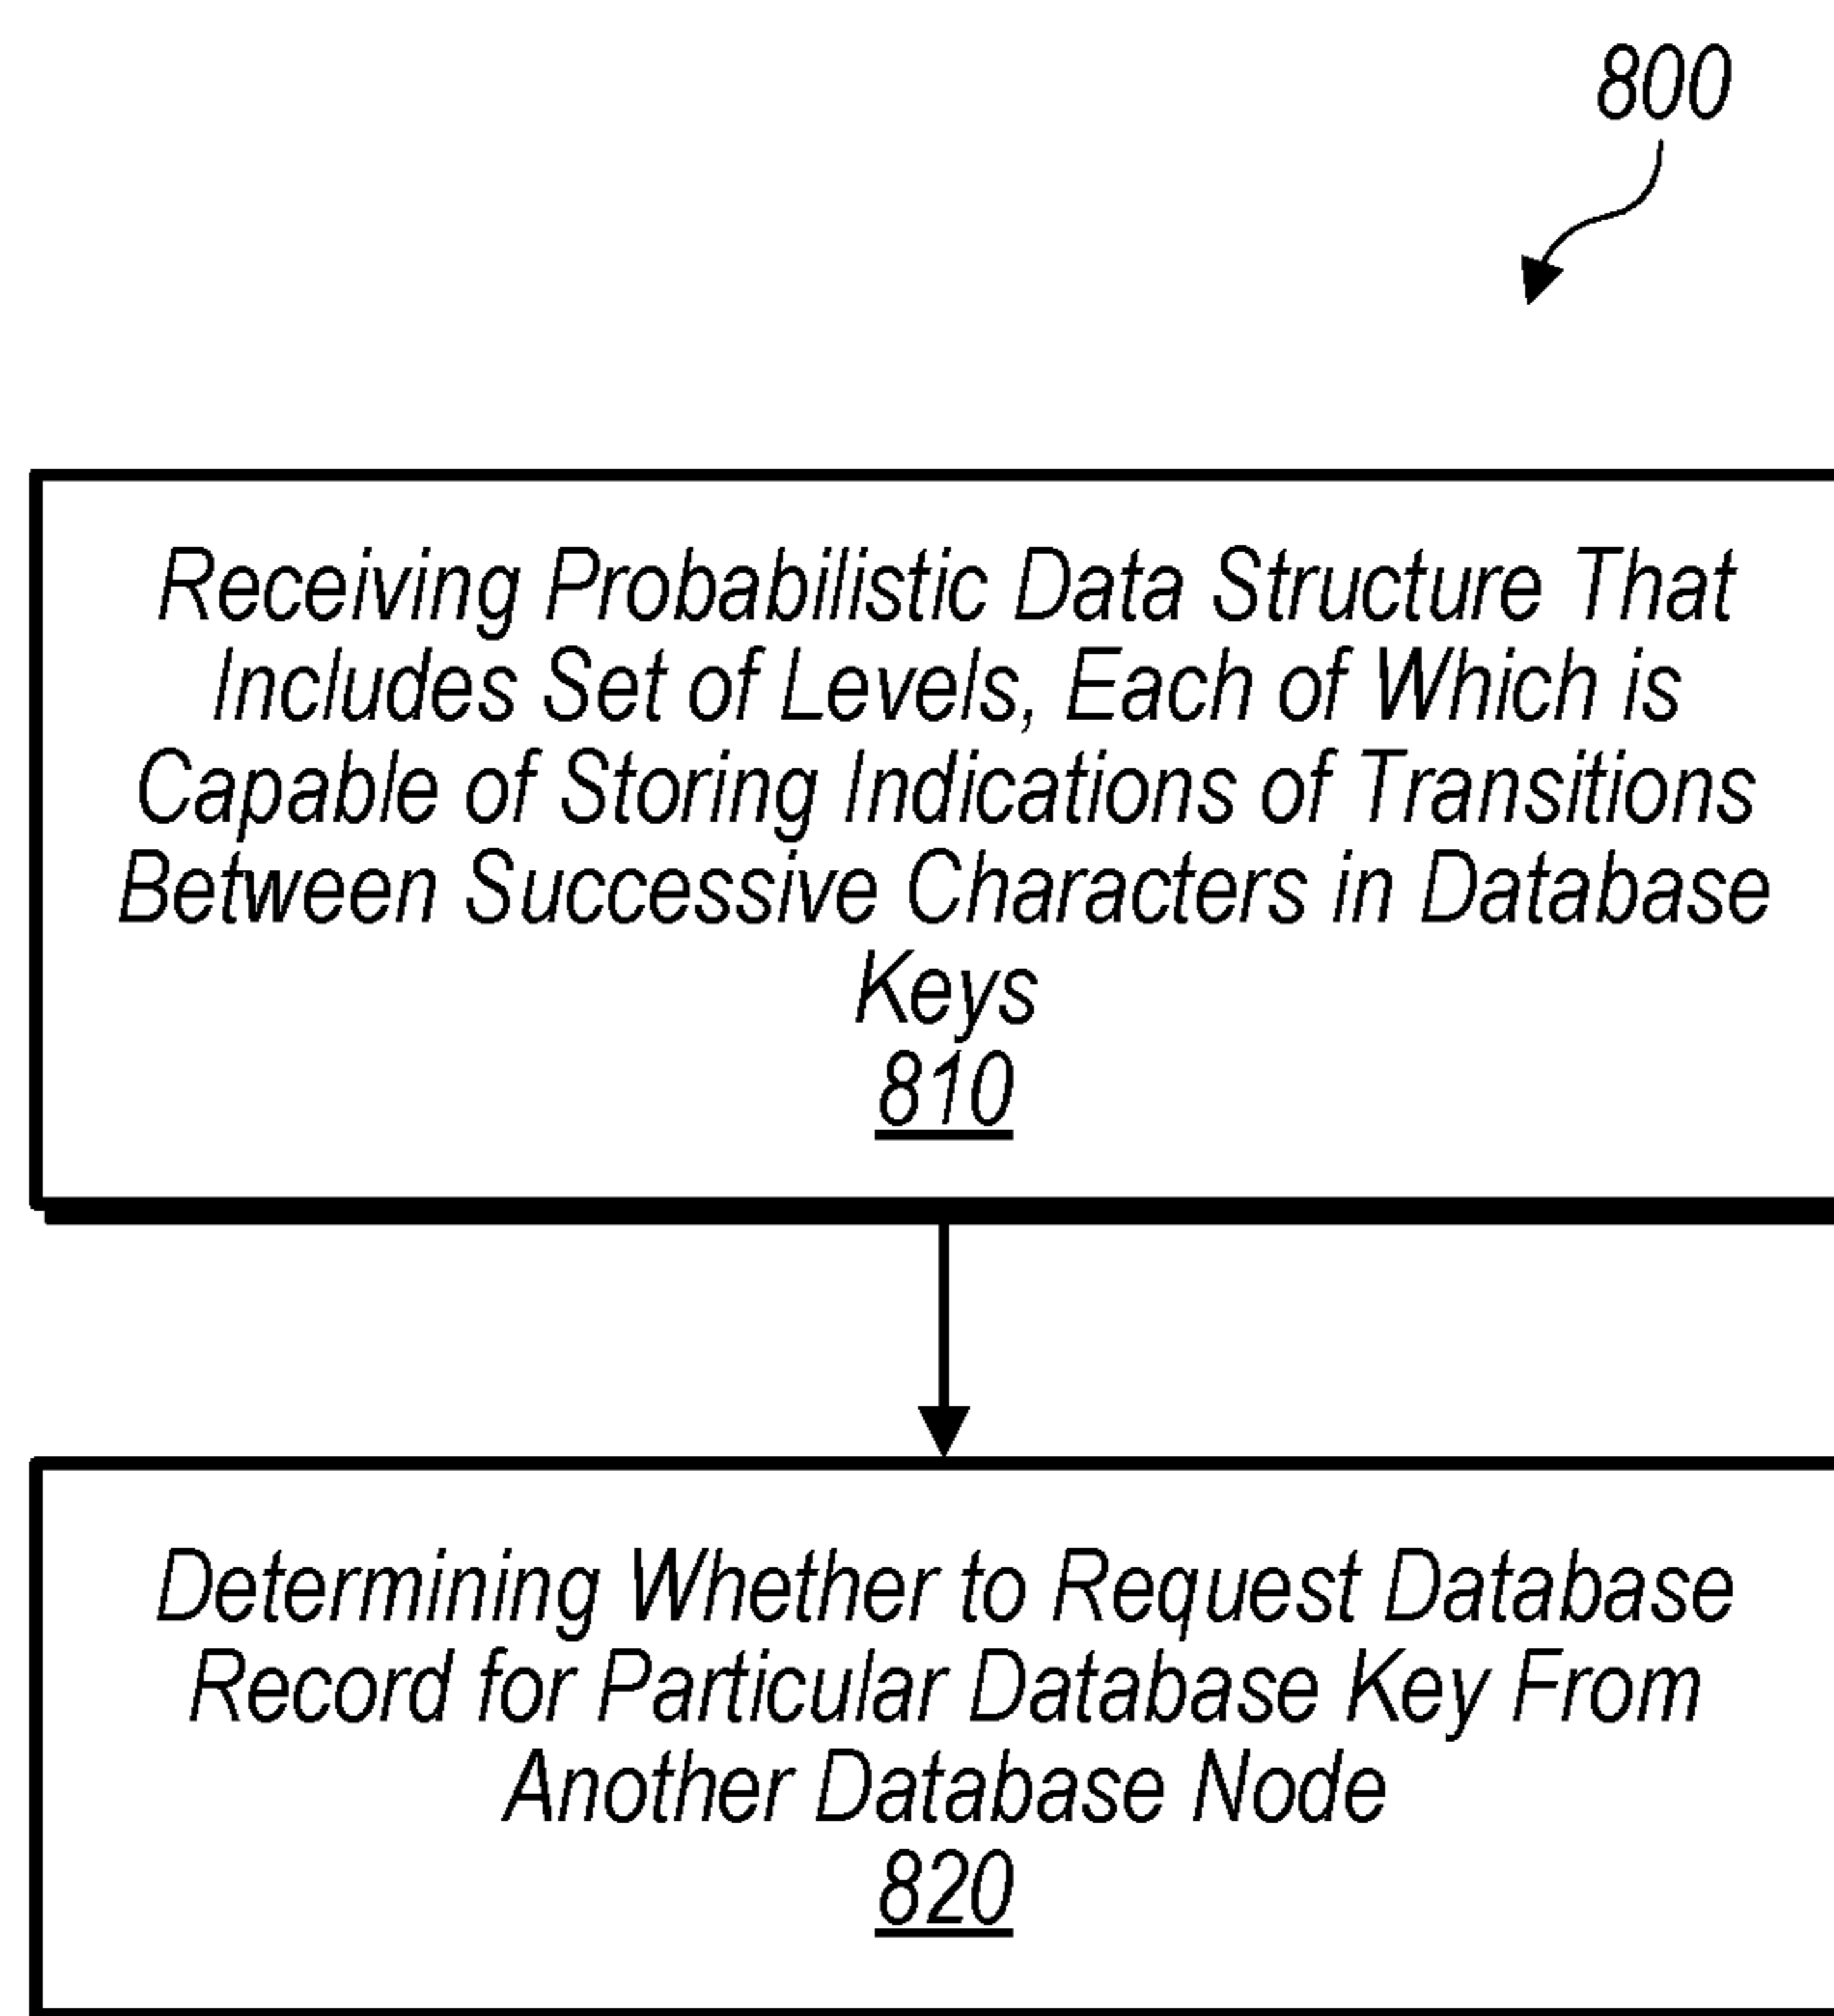 800
Receiving Probabilistic Data Structure That
Includes Set of Levels, Each of Which is
Capable of Storing Indications of Transitions
Between Successive Characters in Database
Keys
810
Determining Whether to Request Database
Record for Particular Database Key From
Another Database Node
820